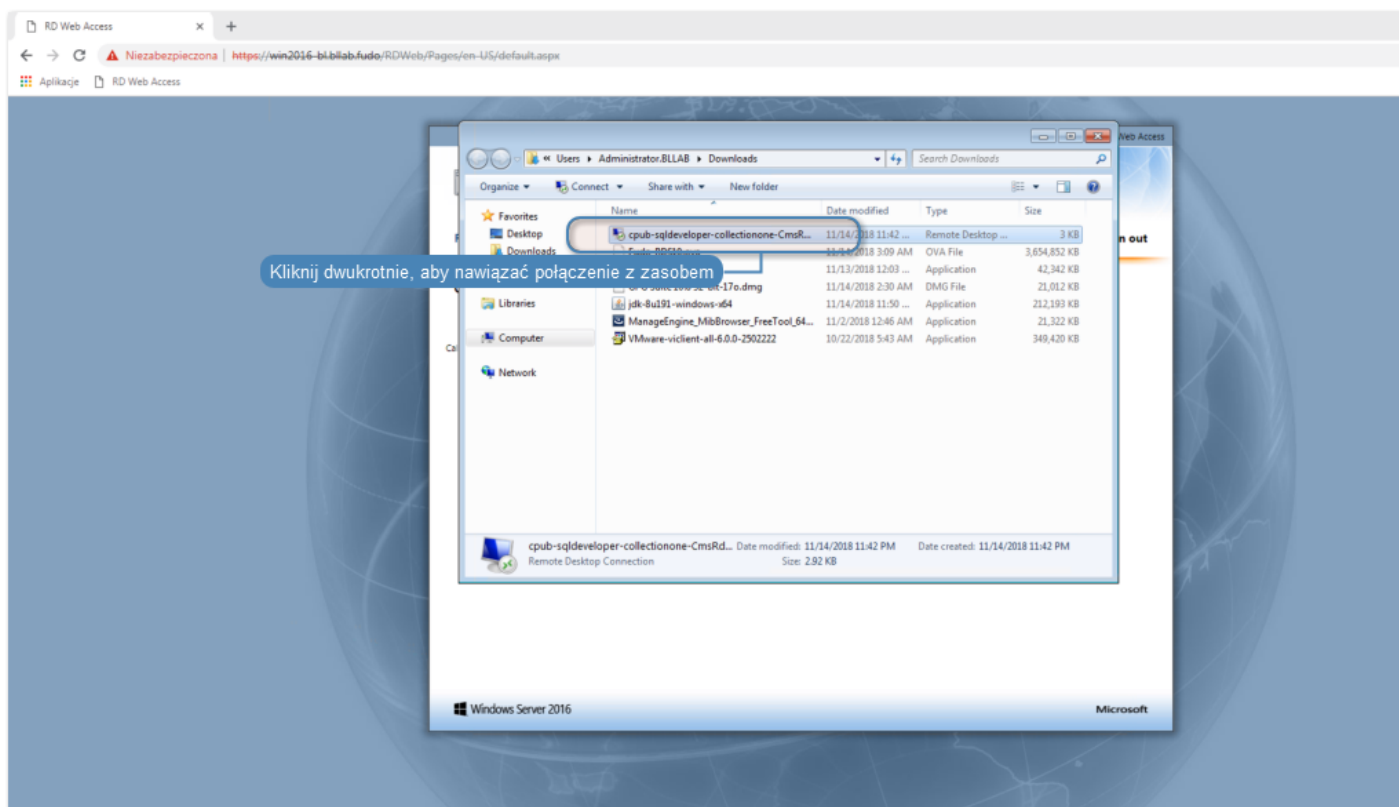 RD Web Access × +
Niezabezpieczona | https://win2016-bl.bllab.fudo/RDWeb/Pages/en-US/default.aspx
Aplikacje RD Web Access
Web Access
« Users ▸ Administrator.BLLAB ▸ Downloads Search Downloads
Organize Connect Share with New folder
Name Date modified Type Size
Favorites
Desktop
Downloads
Libraries
Computer
Network
cpub-sqldeveloper-collectionone-CmsR... 11/14/2018 11:42 ... Remote Desktop ... 3 KB
11/14/2018 3:09 AM OVA File 3,654,852 KB
11/13/2018 12:03 ... Application 42,342 KB
11/14/2018 2:30 AM DMG File 21,012 KB
jdk-8u191-windows-x64 11/14/2018 11:50 ... Application 212,193 KB
ManageEngine_MibBrowser_FreeTool_64... 11/2/2018 12:46 AM Application 21,322 KB
VMware-viclient-all-6.0.0-2502222 10/22/2018 5:43 AM Application 349,420 KB
n out
Kliknij dwukrotnie, aby nawiązać połączenie z zasobem
Cal
cpub-sqldeveloper-collectionone-CmsRd... Date modified: 11/14/2018 11:42 PM Date created: 11/14/2018 11:42 PM
Remote Desktop Connection Size: 2.92 KB
Windows Server 2016 Microsoft